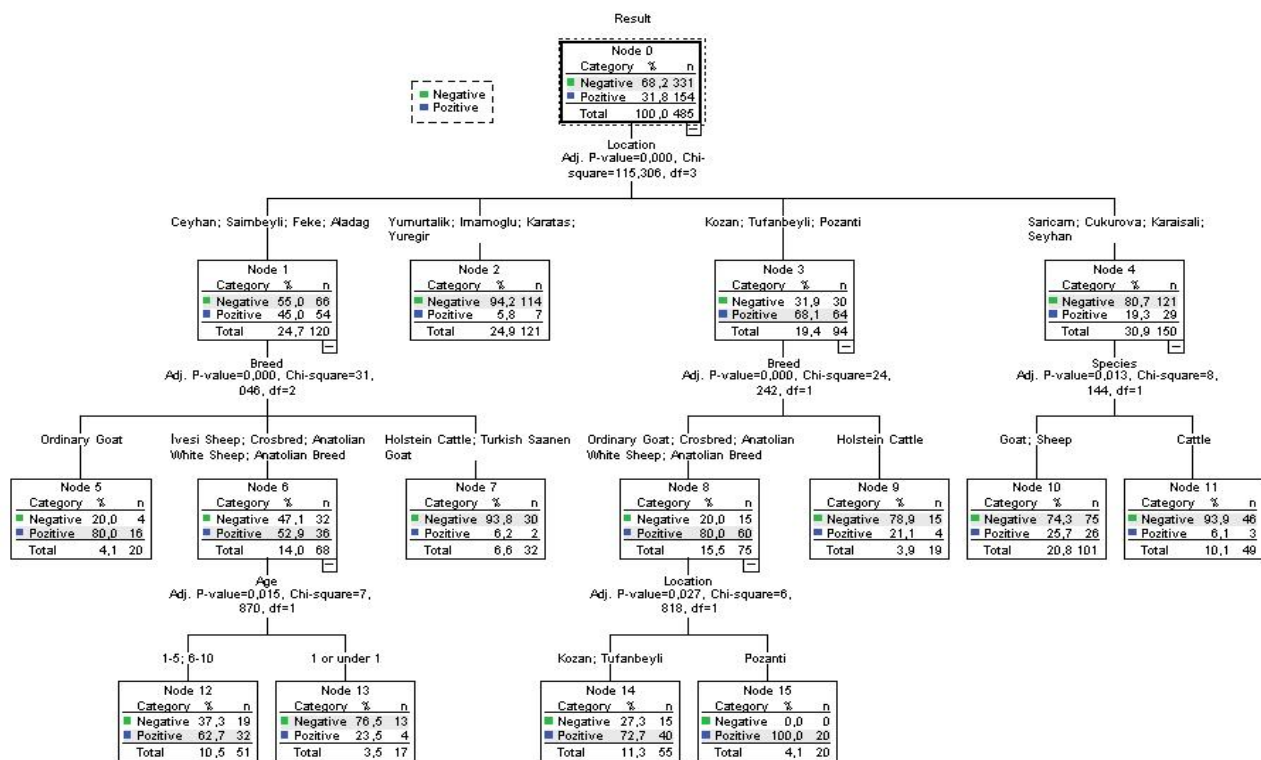 Result
Node 0
Category % n
Negative 68,2 331
Pozitive 31,8 154
Total 100,0 485
Negative
Pozitive
Location
Adj. P-value=0,000, Chi-
square=115,306, df=3
Ceyhan; Saimbeyli; Feke; Aladag
Node 1
Category % n
Negative 55,0 66
Pozitive 45,0 54
Total 24,7 120
Yumurtalik; Imamoglu; Karatas;
Yuregir
Node 2
Category % n
Negative 94,2 114
Pozitive 5,8 7
Total 24,9 121
Kozan; Tufanbeyli; Pozanti
Node 3
Category % n
Negative 31,9 30
Pozitive 68,1 64
Total 19,4 94
Saricam; Cukurova; Karaisali;
Seyhan
Node 4
Category % n
Negative 80,7 121
Pozitive 19,3 29
Total 30,9 150
Breed
Adj. P-value=0,000, Chi-square=31,
046, df=2
Breed
Adj. P-value=0,000, Chi-square=24,
242, df=1
Species
Adj. P-value=0,013, Chi-square=8,
144, df=1
Ordinary Goat
Node 5
Category % n
Negative 20,0 4
Pozitive 80,0 16
Total 4,1 20
İvesi Sheep; Crosbred; Anatolian
White Sheep; Anatolian Breed
Node 6
Category % n
Negative 47,1 32
Pozitive 52,9 36
Total 14,0 68
Holstein Cattle; Turkish Saanen
Goat
Node 7
Category % n
Negative 93,8 30
Pozitive 6,2 2
Total 6,6 32
Ordinary Goat; Crosbred; Anatolian
White Sheep; Anatolian Breed
Node 8
Category % n
Negative 20,0 15
Pozitive 80,0 60
Total 15,5 75
Holstein Cattle
Node 9
Category % n
Negative 78,9 15
Pozitive 21,1 4
Total 3,9 19
Goat; Sheep
Node 10
Category % n
Negative 74,3 75
Pozitive 25,7 26
Total 20,8 101
Cattle
Node 11
Category % n
Negative 93,9 46
Pozitive 6,1 3
Total 10,1 49
Age
Adj. P-value=0,015, Chi-square=7,
870, df=1
Location
Adj. P-value=0,027, Chi-square=6,
818, df=1
1-5; 6-10
Node 12
Category % n
Negative 37,3 19
Pozitive 62,7 32
Total 10,5 51
1 or under 1
Node 13
Category % n
Negative 76,5 13
Pozitive 23,5 4
Total 3,5 17
Kozan; Tufanbeyli
Node 14
Category % n
Negative 27,3 15
Pozitive 72,7 40
Total 11,3 55
Pozanti
Node 15
Category % n
Negative 0,0 0
Pozitive 100,0 20
Total 4,1 20